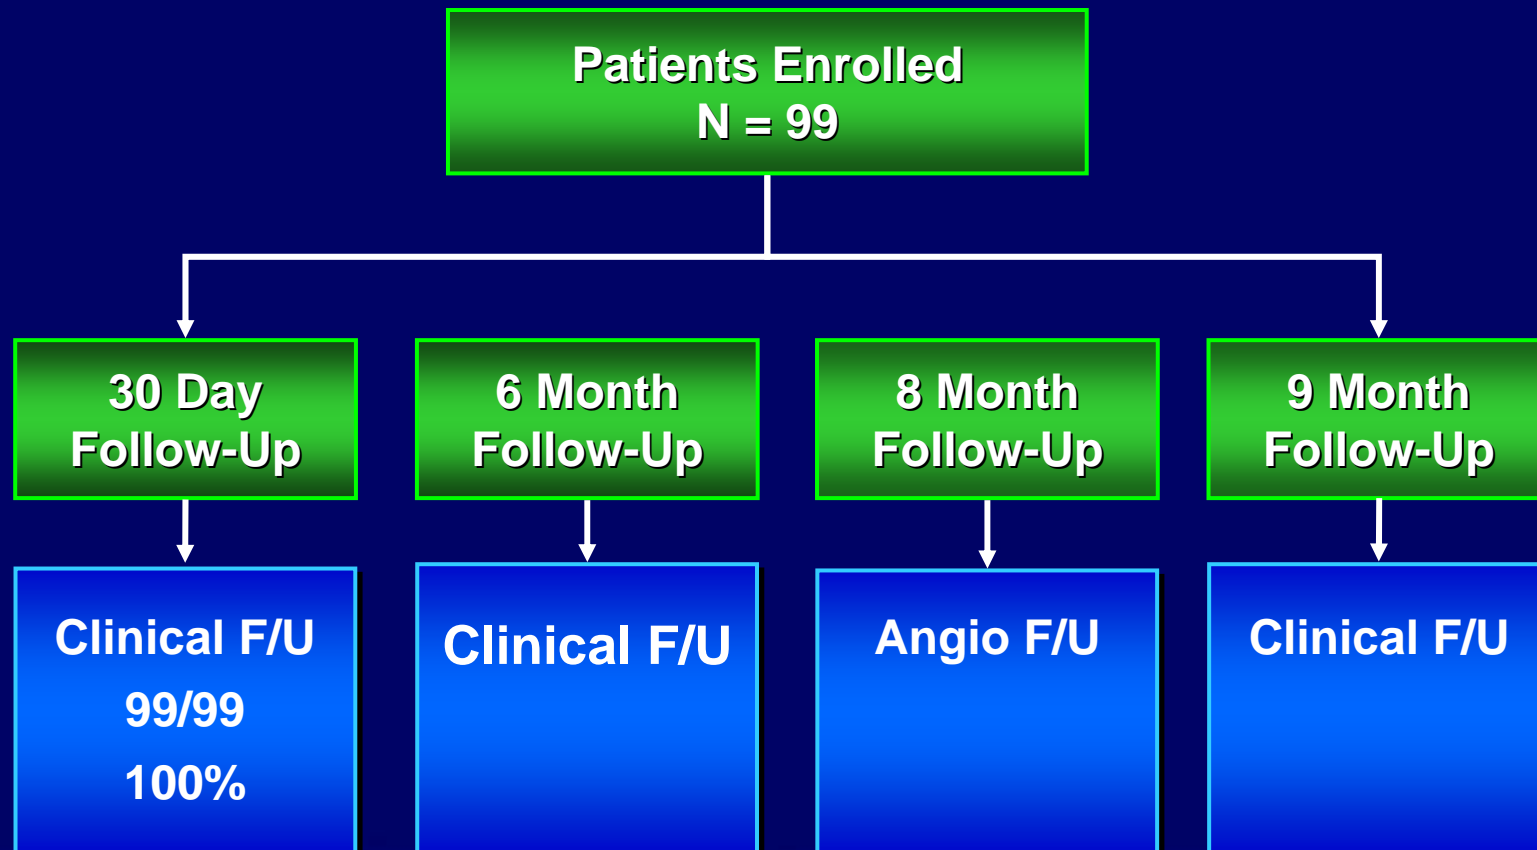 Patients Enrolled
N = 99
30 Day
Follow-Up
6 Month
Follow-Up
8 Month
Follow-Up
9 Month
Follow-Up
Clinical F/U
99/99
100%
Clinical F/U
Angio F/U
Clinical F/U